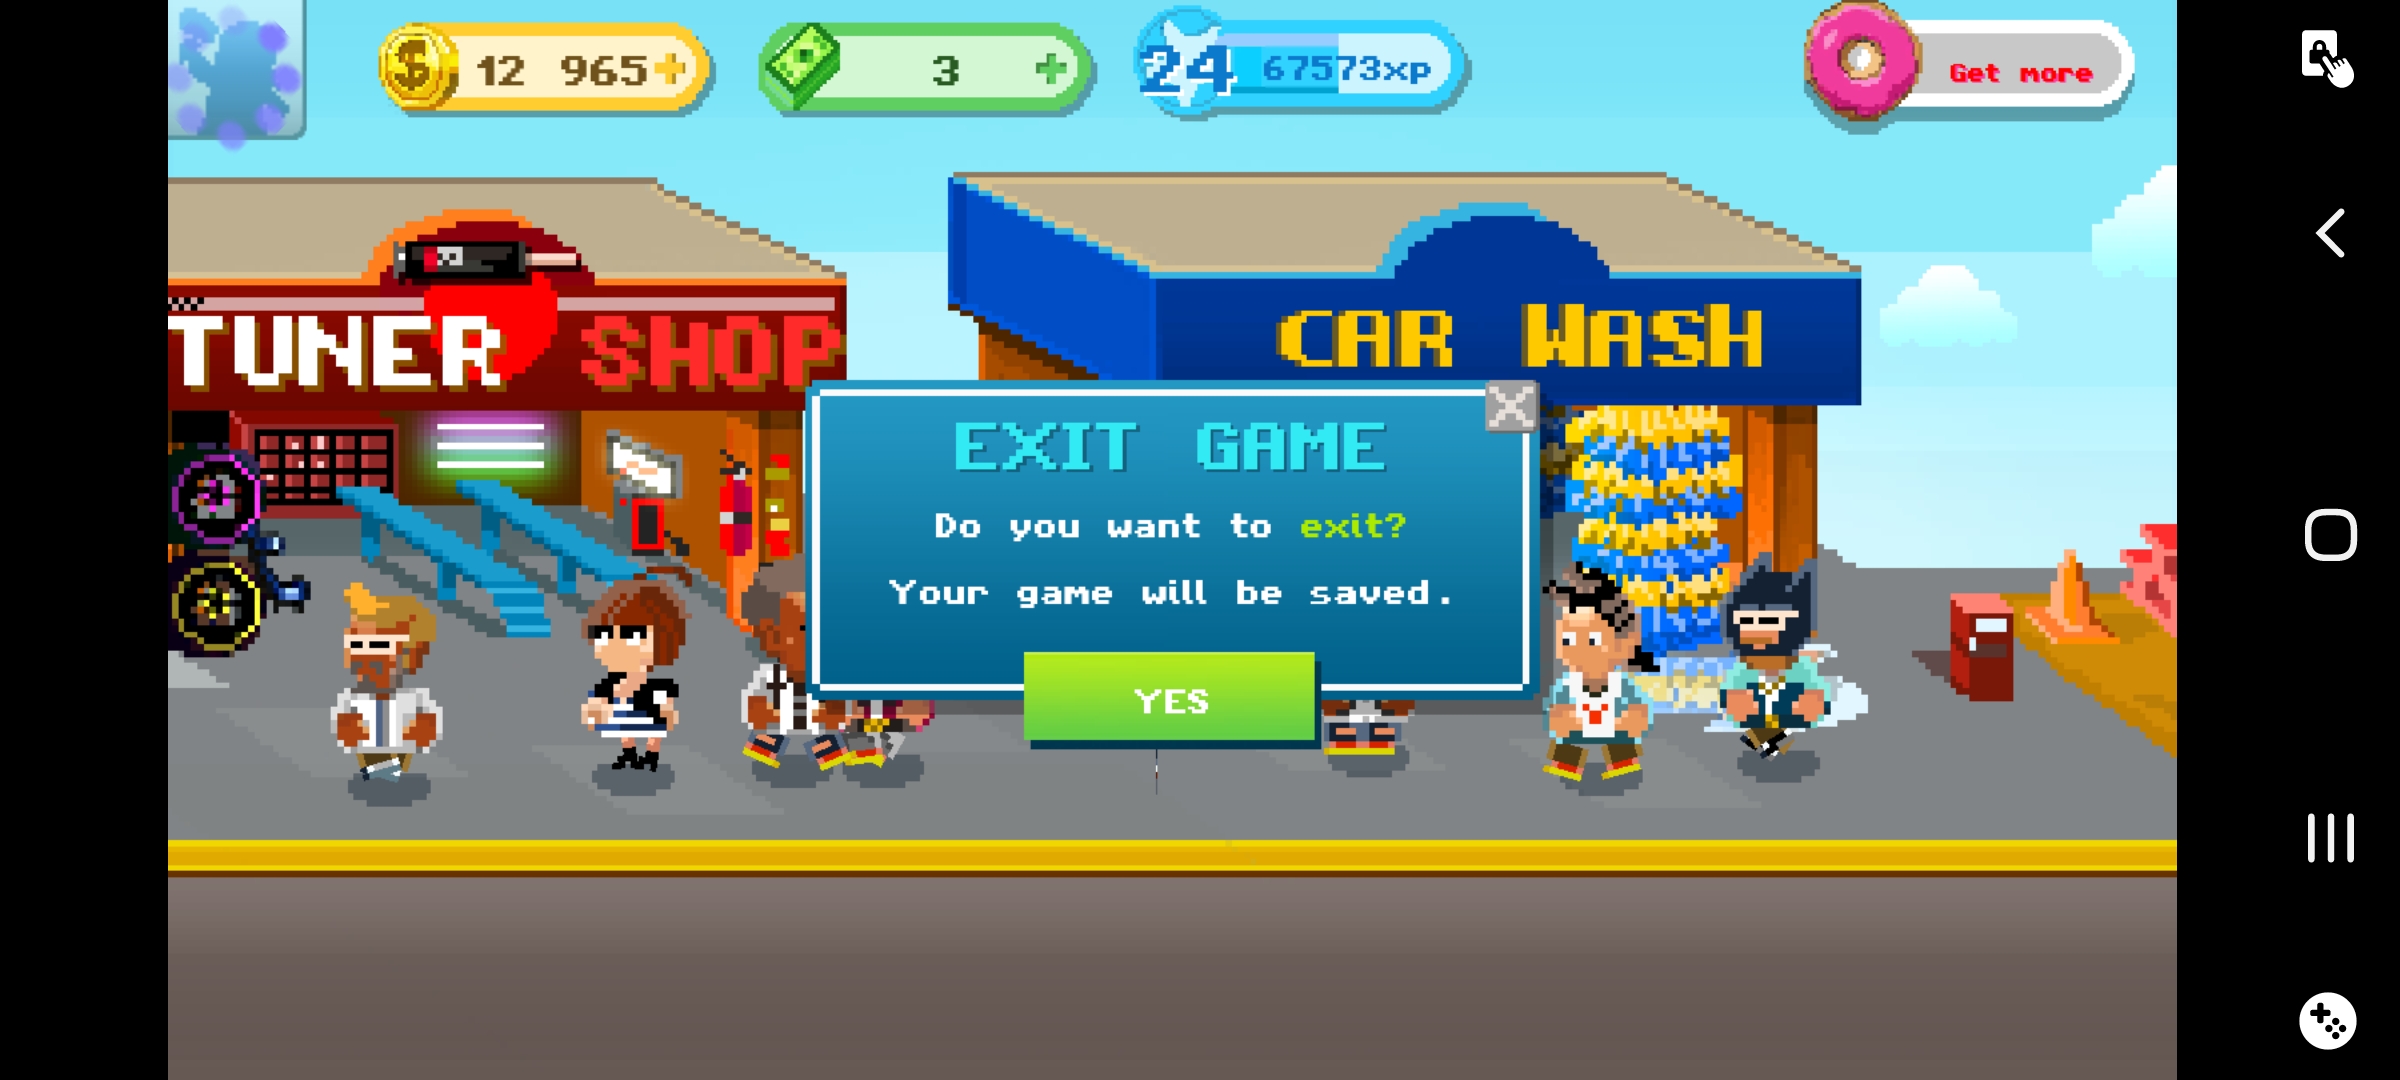 12 965
3
24 67573xp
Get more
TUNER SHOP
CAR WASH
EXIT GAME
Do you want to exit?
Your game will be saved.
YES